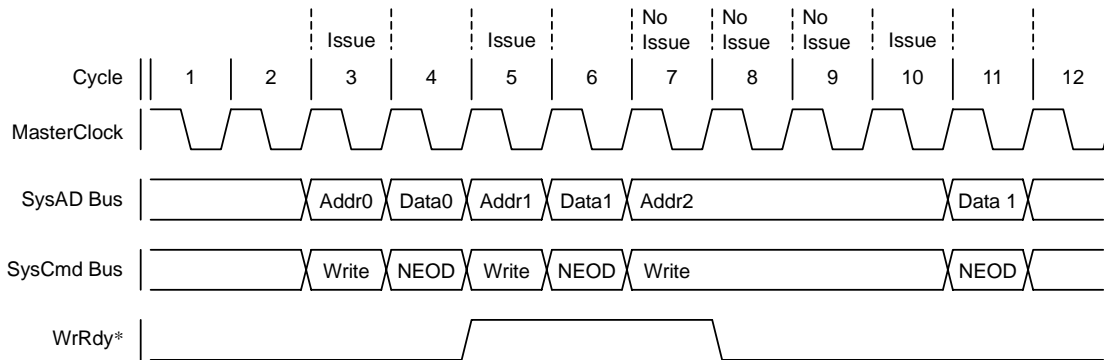 No No No
Issue Issue Issue Issue Issue Issue
Cycle 1 2 3 4 5 6 7 8 9 10 11 12
MasterClock
SysAD Bus Addr0 Data0 Addr1 Data1 Addr2 Data 1
SysCmd Bus Write NEOD Write NEOD Write NEOD
WrRdy*